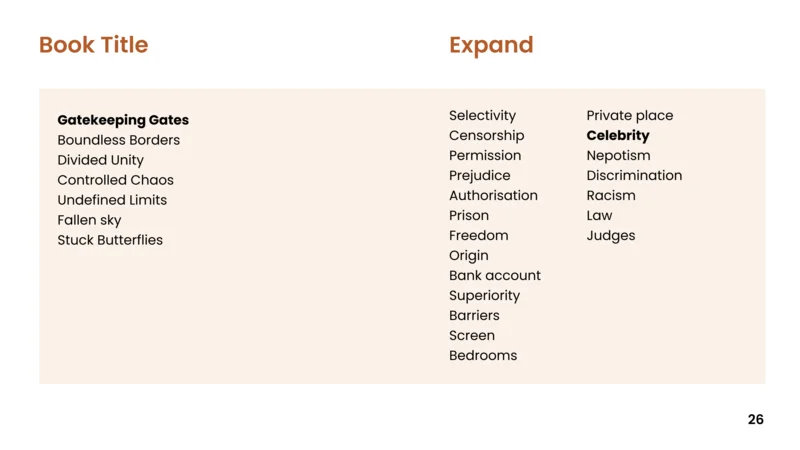 Book Title
Expand
Gatekeeping Gates
Boundless Borders
Divided Unity
Controlled Chaos
Undefined Limits
Fallen sky
Stuck Butterflies
Selectivity
Censorship
Permission
Prejudice
Authorisation
Prison
Freedom
Origin
Bank account
Superiority
Barriers
Screen
Bedrooms
Private place
Celebrity
Nepotism
Discrimination
Racism
Law
Judges
26